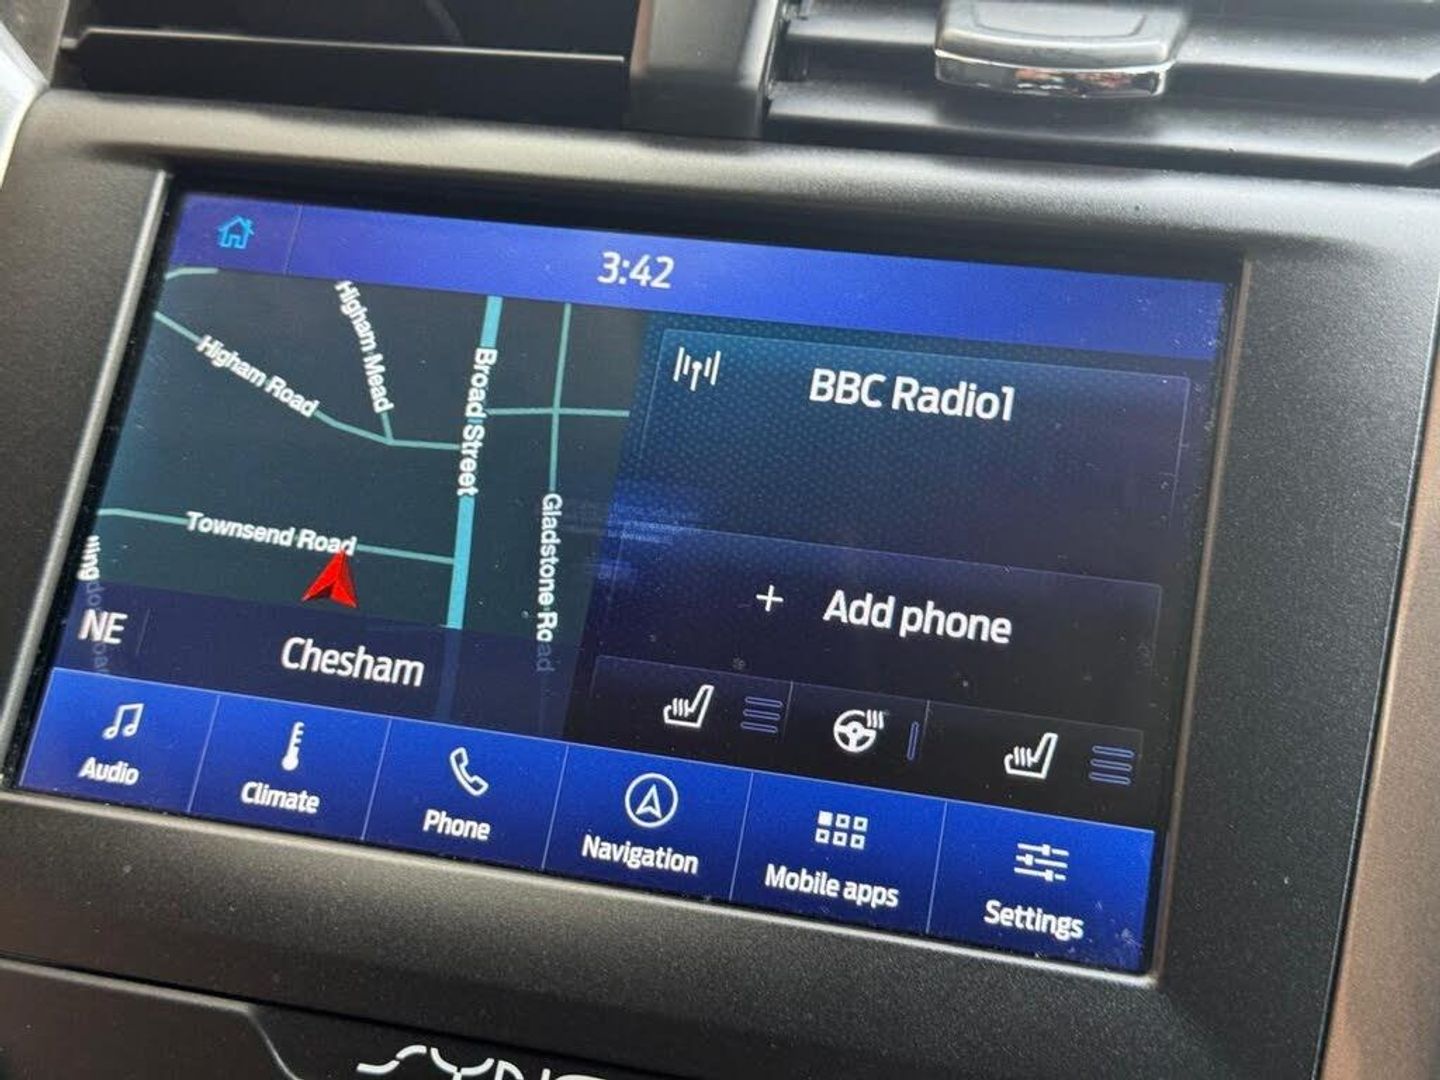 3:42
Higham Mead
Higham Road
Broad Street
BBC Radio1
Townsend Road
Gladstone Road
NE
Chesham
+ Add phone
Audio
Climate
Phone
Navigation
Mobile apps
Settings
SYNC